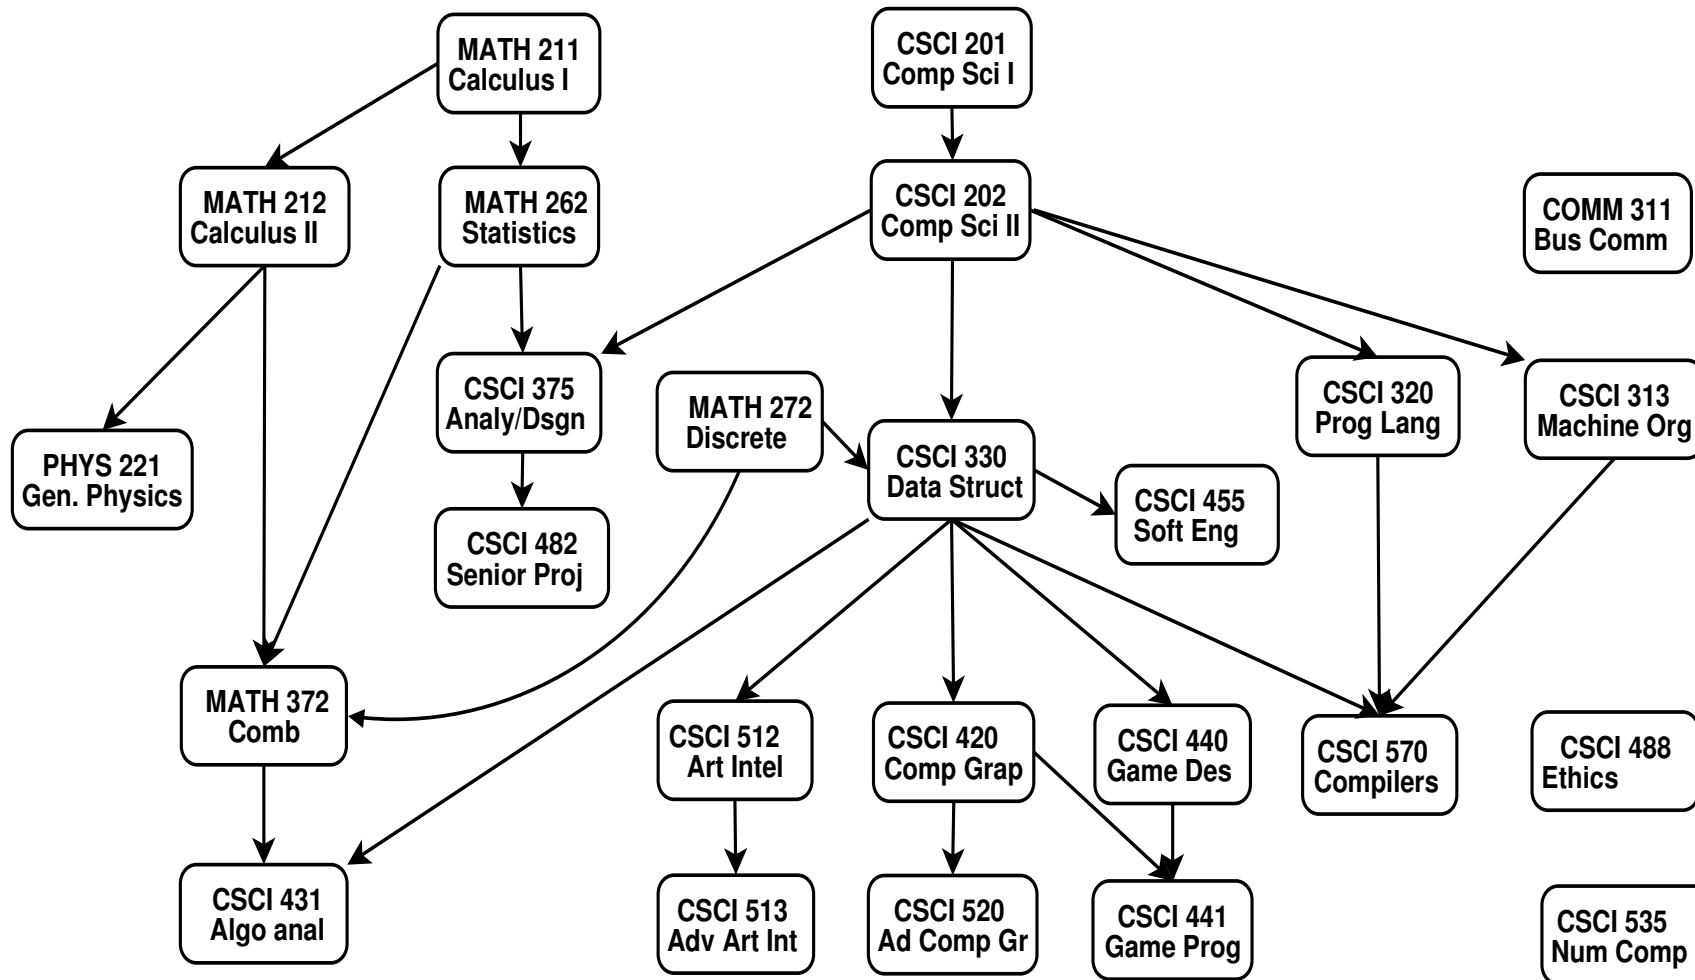 MATH 211
Calculus I
CSCI 201
Comp Sci I
MATH 212
Calculus II
MATH 262
Statistics
CSCI 202
Comp Sci II
COMM 311
Bus Comm
CSCI 375
Analy/Dsgn
MATH 272
Discrete
CSCI 320
Prog Lang
CSCI 313
Machine Org
PHYS 221
Gen. Physics
CSCI 330
Data Struct
CSCI 455
Soft Eng
CSCI 482
Senior Proj
MATH 372
Comb
CSCI 512
Art Intel
CSCI 420
Comp Grap
CSCI 440
Game Des
CSCI 570
Compilers
CSCI 488
Ethics
CSCI 431
Algo anal
CSCI 513
Adv Art Int
CSCI 520
Ad Comp Gr
CSCI 441
Game Prog
CSCI 535
Num Comp